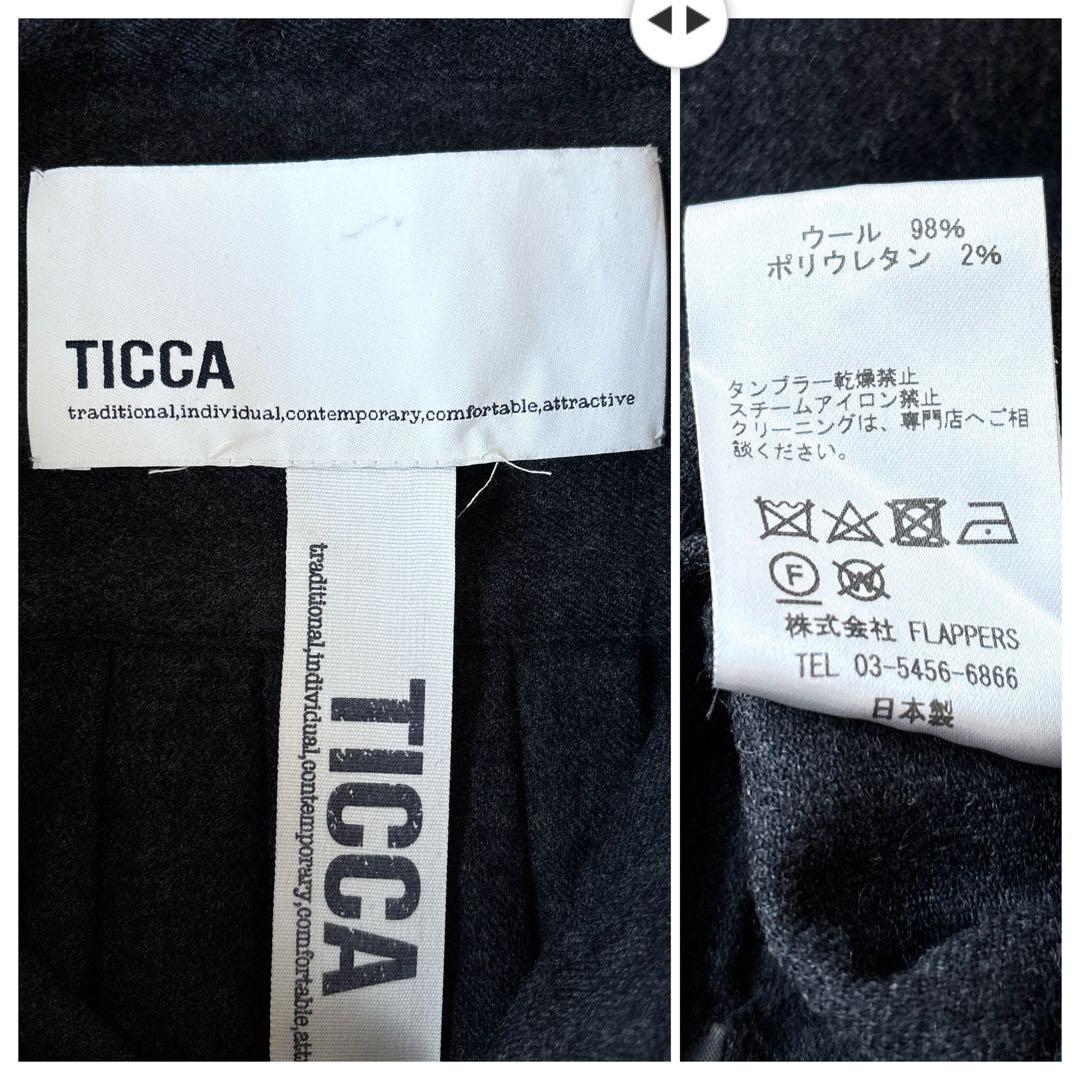 TICCA
traditional,individual,contemporary,comfortable,attractive
TICCA
traditional,individual,contemporary,comfortable,att
ウール 98%
ポリウレタン 2%
タンブラー乾燥禁止
スチームアイロン禁止
クリーニングは、専門店へご相
談ください。
F W
株式会社 FLAPPERS
TEL 03-5456-6866
日本製